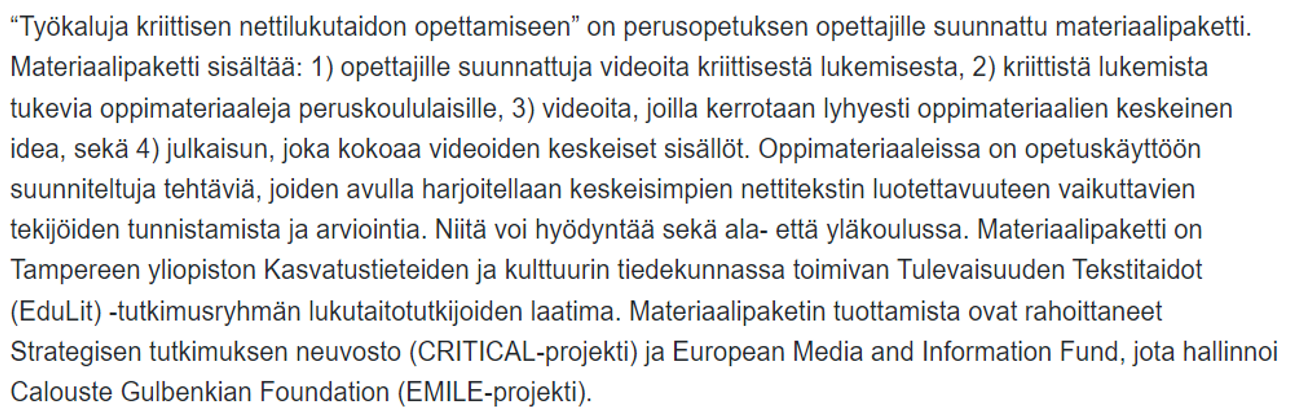 “Työkaluja kriittisen nettilukutaidon opettamiseen” on perusopetuksen opettajille suunnattu materiaalipaketti.
Materiaalipaketti sisältää: 1) opettajille suunnattuja videoita kriittisestä lukemisesta, 2) kriittistä lukemista
tukevia oppimateriaaleja peruskoululaisille, 3) videoita, joilla kerrotaan lyhyesti oppimateriaalien keskeinen
idea, sekä 4) julkaisun, joka kokoaa videoiden keskeiset sisällöt. Oppimateriaaleissa on opetuskäyttöön
suunniteltuja tehtäviä, joiden avulla harjoitellaan keskeisimpien nettitekstin luotettavuuteen vaikuttavien
tekijöiden tunnistamista ja arviointia. Niitä voi hyödyntää sekä ala- että yläkoulussa. Materiaalipaketti on
Tampereen yliopiston Kasvatustieteiden ja kulttuurin tiedekunnassa toimivan Tulevaisuuden Tekstitaidot
(EduLit) -tutkimusryhmän lukutaitotutkijoiden laatima. Materiaalipaketin tuottamista ovat rahoittaneet
Strategisen tutkimuksen neuvosto (CRITICAL-projekti) ja European Media and Information Fund, jota hallinnoi
Calouste Gulbenkian Foundation (EMILE-projekti).